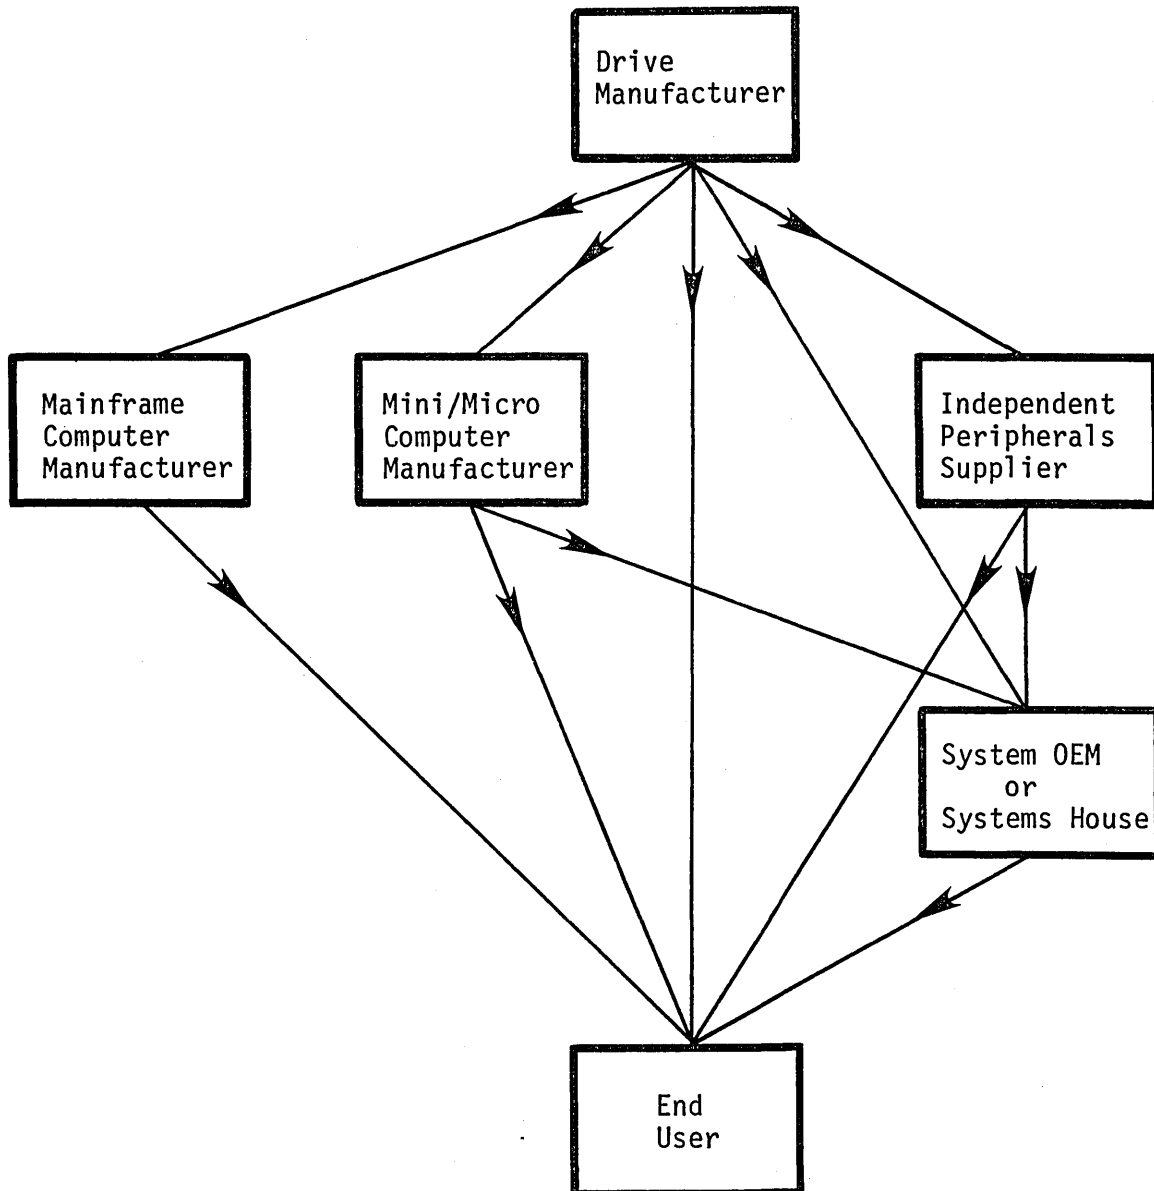 Drive
Manufacturer
Mainframe
Computer
Manufacturer
Mini/Micro
Computer
Manufacturer
Independent
Peripherals
Supplier
System OEM
or
Systems House
End
User